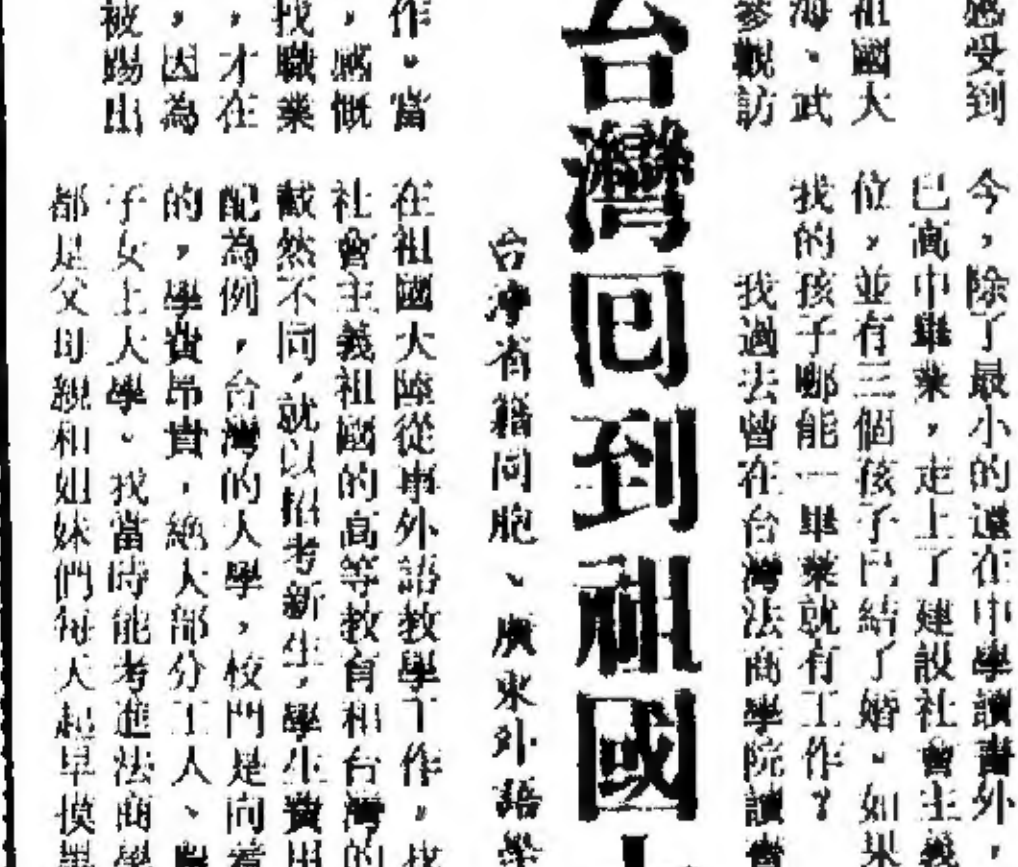 感受到
祖國大
海、武
參觀訪
今，除了最小的還在中學讀書外，
已高中畢業，走上了建設社會主義
位，並有三個孩子已結了婚。如果
我的孩子哪能一畢業就有工作？
我過去曾在台灣法商學院讀書
台灣回到祖國
台灣省籍同胞、廣東外語學
作。當
，感慨
找職業
，才在
，因為
被踢出
在祖國大陸從事外語教學工作，我
社會主義祖國的高等教育和台灣的
截然不同，就以招考新生，學生費用
配為例，台灣的大學，校門是向着
的，學費昂貴，絕大部分工人、農
子女上大學。我當時能考進法商學
都是父母親和姐妹們每天起早摸黑